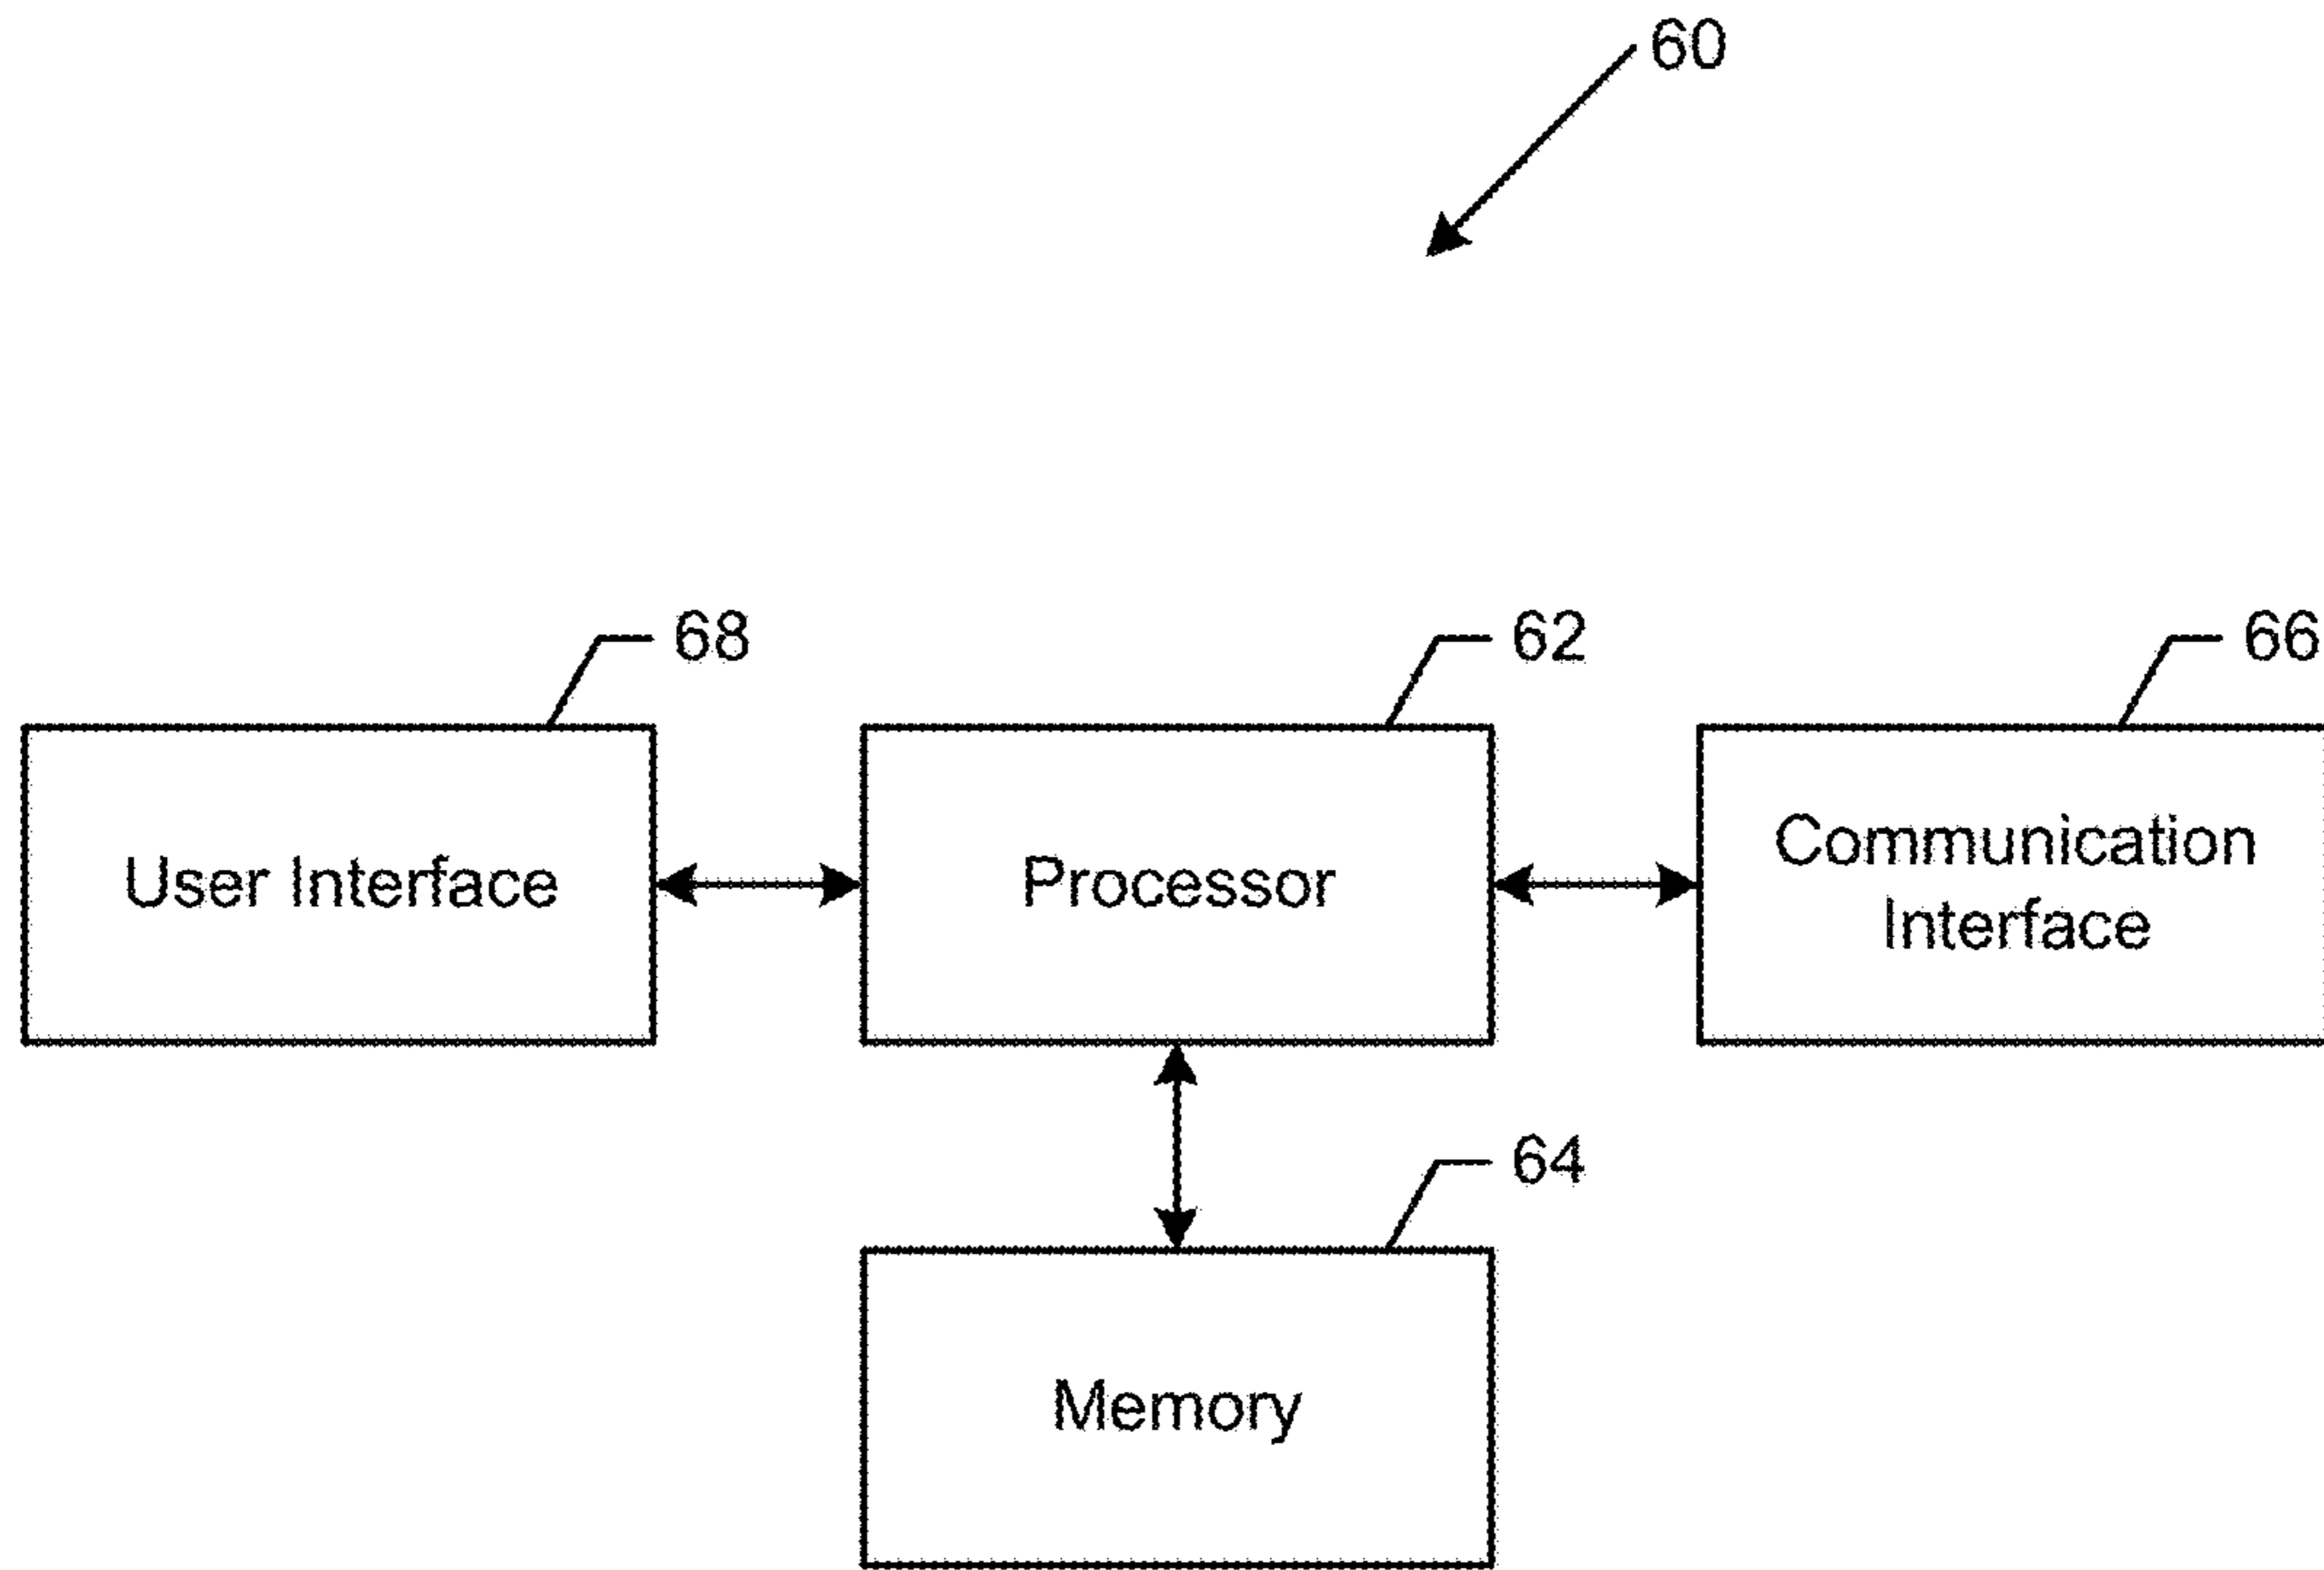 60
68
62
66
User Interface
Processor
Communication
Interface
64
Memory